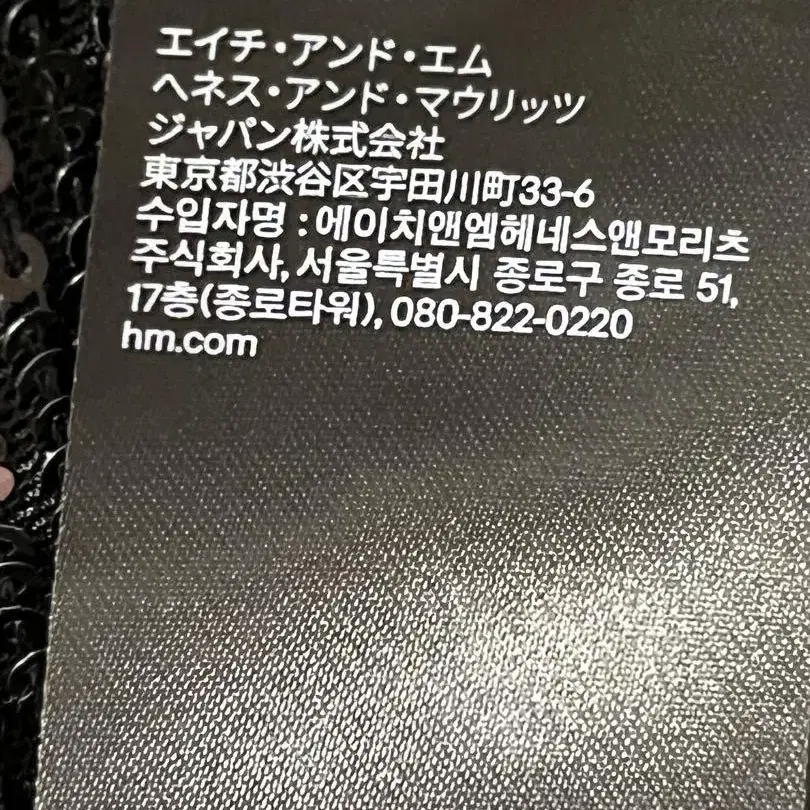 エイチ・アンド・エム
ヘネス・アンド・マウリッツ
ジャパン株式会社
東京都渋谷区宇田川町33-6
수입자명 : 에이치앤엠헤네스앤모리츠
주식회사, 서울특별시 종로구 종로 51,
17층(종로타워), 080-822-0220
hm.com